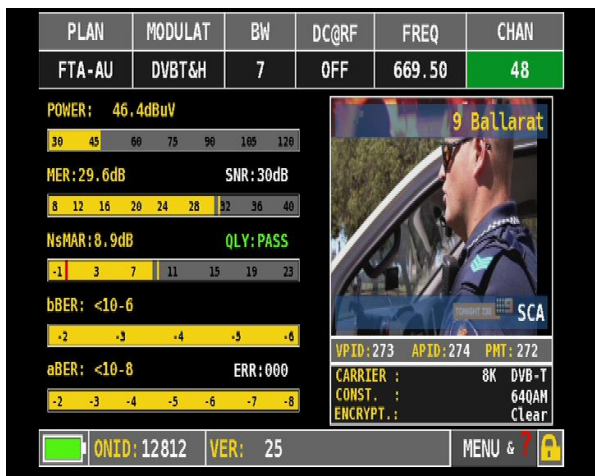 PLAN MODULAT BW DC@RF FREQ CHAN
FTA-AU DVBT&H 7 OFF 669.50 48
POWER: 46.4dBuV
30 45 60 75 90 105 120
9 Ballarat
MER:29.6dB SNR:30dB
8 12 16 20 24 28 32 36 40
NsMAR:8.9dB QLY:PASS
-1 3 7 11 15 19 23
bBER: <10-6
-2 -3 -4 -5 -6
TONIGHT 7.30 SCA
VPID:273 APID:274 PMT:272
aBER: <10-8 ERR:000
-2 -3 -4 -5 -6 -7 -8
CARRIER : 8K DVB-T
CONST. : 64QAM
ENCRYPT.: Clear
ONID:12812 VER: 25 MENU & ?